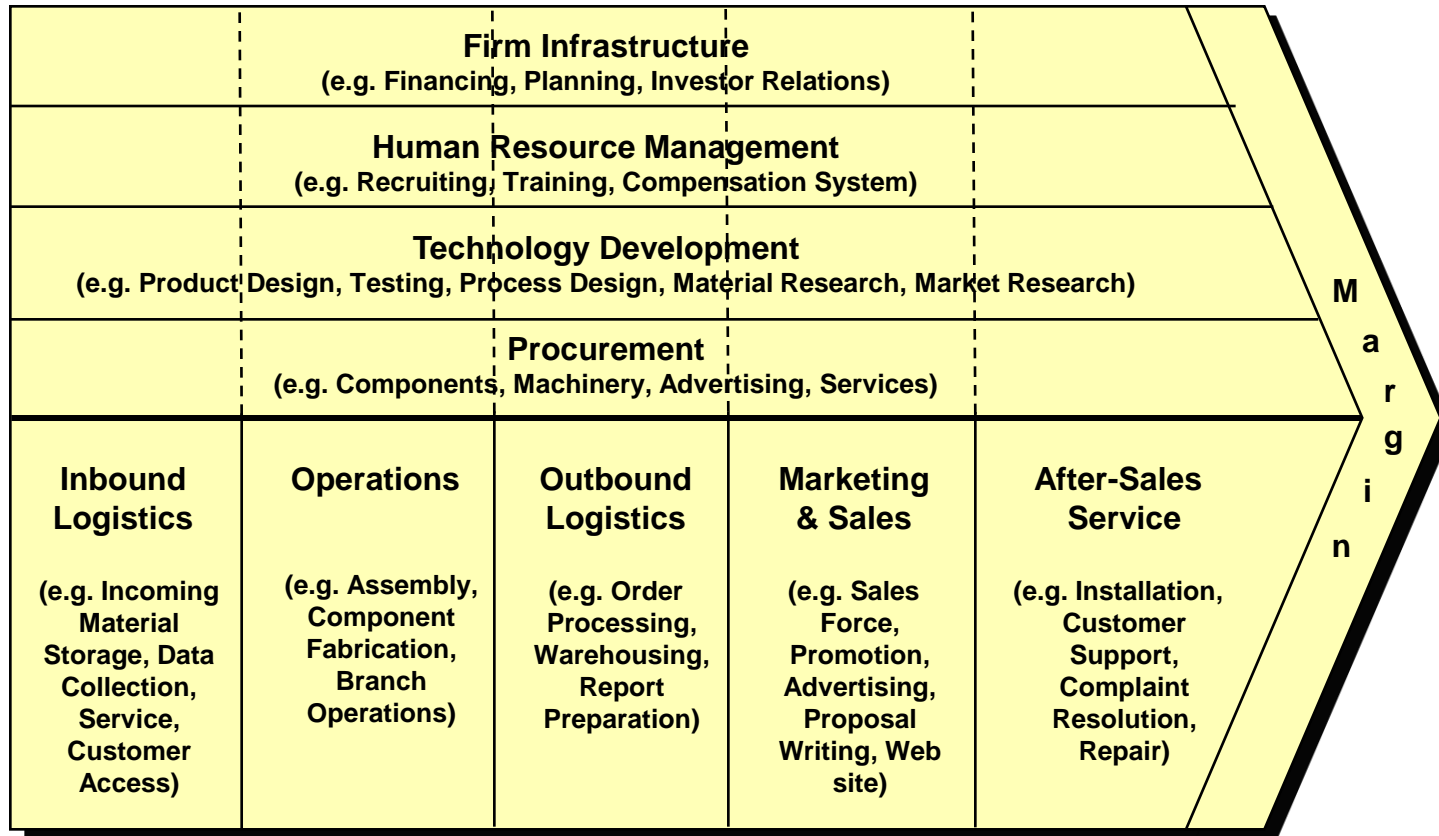 Firm Infrastructure
(e.g. Financing, Planning, Investor Relations)
Human Resource Management
(e.g. Recruiting, Training, Compensation System)
Technology Development
(e.g. Product Design, Testing, Process Design, Material Research, Market Research)
Procurement
(e.g. Components, Machinery, Advertising, Services)
Inbound
Logistics
(e.g. Incoming
Material
Storage, Data
Collection,
Service,
Customer
Access)
Operations
(e.g. Assembly,
Component
Fabrication,
Branch
Operations)
Outbound
Logistics
(e.g. Order
Processing,
Warehousing,
Report
Preparation)
Marketing
& Sales
(e.g. Sales
Force,
Promotion,
Advertising,
Proposal
Writing, Web
site)
After-Sales
Service
(e.g. Installation,
Customer
Support,
Complaint
Resolution,
Repair)
M
a
r
g
i
n